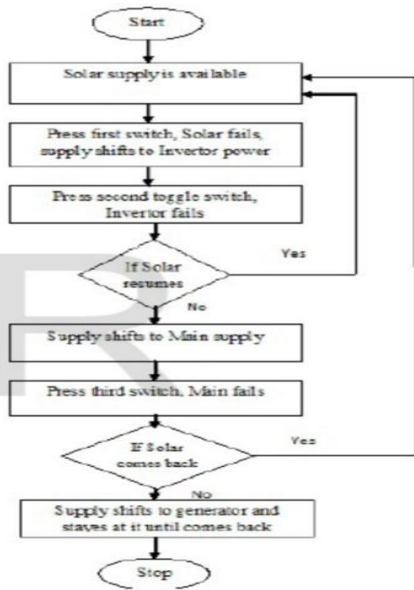 Start
Solar supply is available
Press first switch, Solar fails,
supply shifts to Invertor power
Press second toggle switch,
Invertor fails
If Solar
resumes
Yes
No
Supply shifts to Main supply
Press third switch, Main fails
If Solar
comes back
Yes
No
Supply shifts to generator and
stays at it until comes back
Stop
R